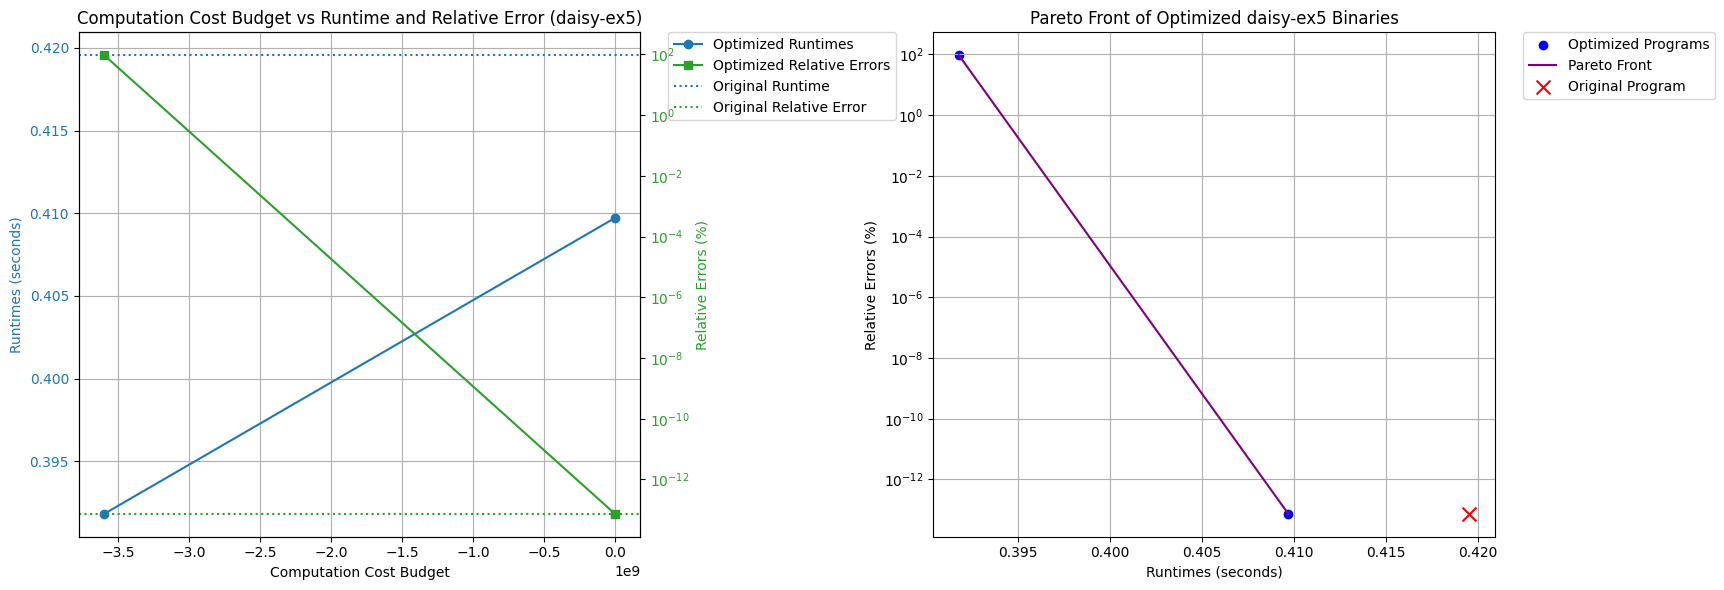 Computation Cost Budget vs Runtime and Relative Error (daisy-ex5)
0.420
0.415
0.410
0.405
0.400
0.395
Runtimes (seconds)
−3.5
−3.0
−2.5
−2.0
−1.5
−1.0
−0.5
0.0
1e9
Computation Cost Budget
10^2
10^0
10^−2
10^−4
10^−6
10^−8
10^−10
10^−12
Relative Errors (%)
Optimized Runtimes
Optimized Relative Errors
Original Runtime
Original Relative Error
Pareto Front of Optimized daisy-ex5 Binaries
10^2
10^0
10^−2
10^−4
10^−6
10^−8
10^−10
10^−12
Relative Errors (%)
0.395
0.400
0.405
0.410
0.415
0.420
Runtimes (seconds)
Optimized Programs
Pareto Front
Original Program